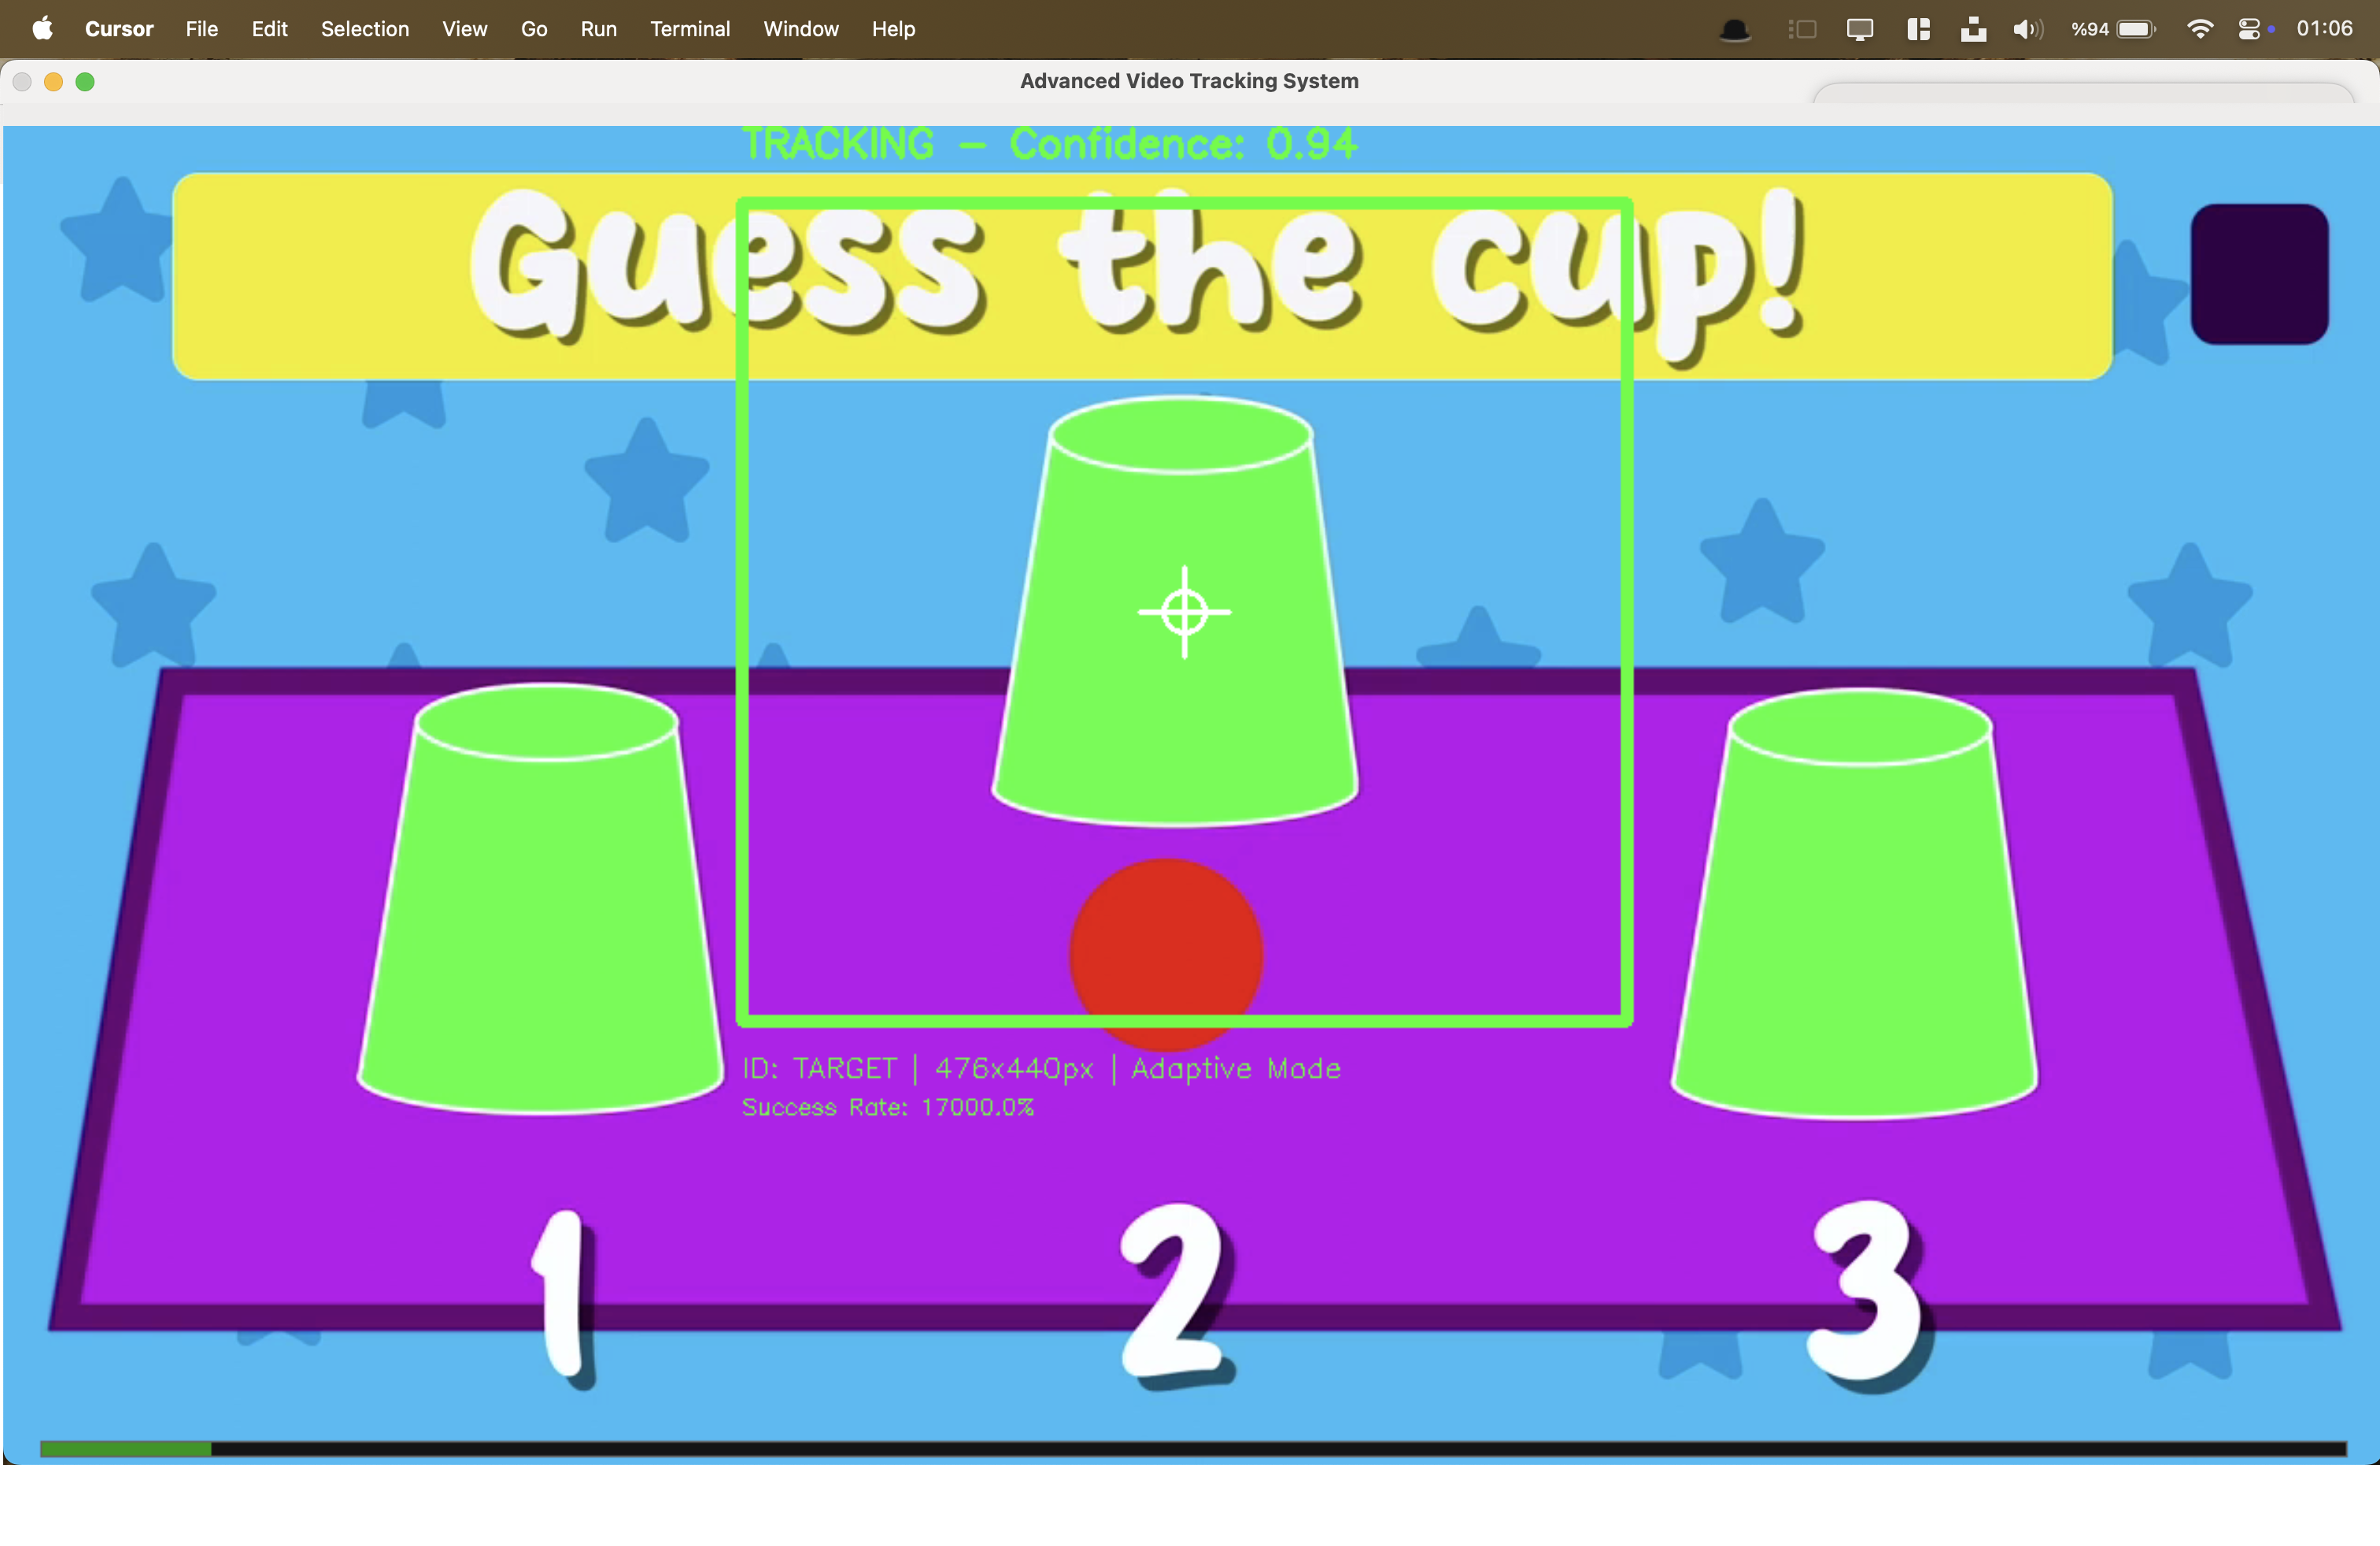 Cursor File Edit Selection View Go Run Terminal Window Help %94 01:06
Advanced Video Tracking System
TRACKING - Confidence: 0.94
Guess the cup!
ID: TARGET | 476x440px | Adaptive Mode
Success Rate: 17000.0%
1 2 3